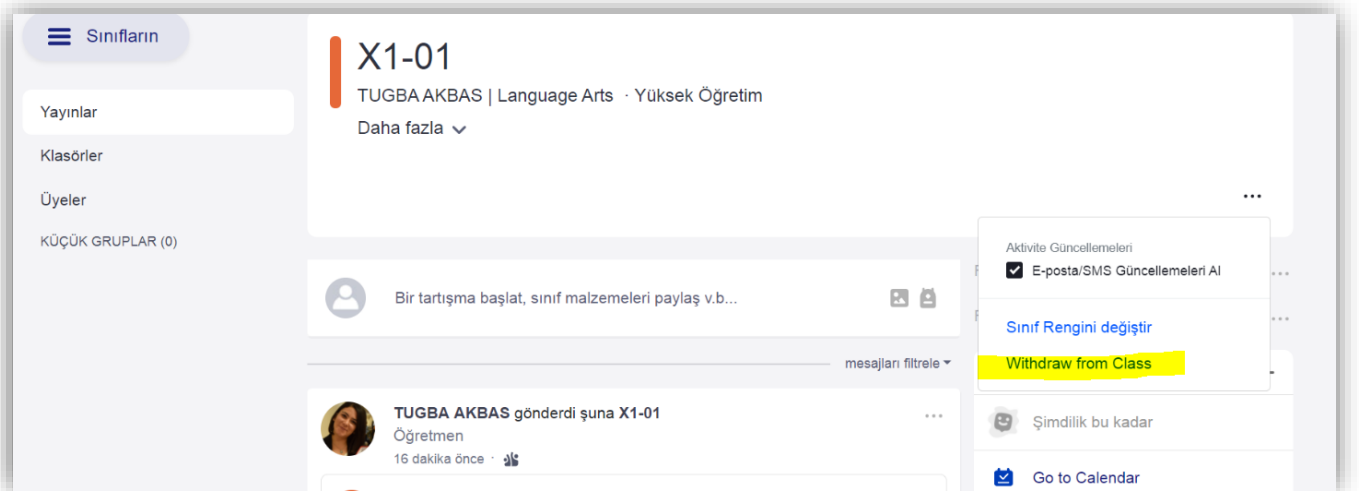 Sınıfların
Yayınlar
Klasörler
Üyeler
KÜÇÜK GRUPLAR (0)
X1-01
TUGBA AKBAS | Language Arts · Yüksek Öğretim
Daha fazla
Aktivite Güncellemeleri
E-posta/SMS Güncellemeleri Al
Sınıf Rengini değiştir
Withdraw from Class
Bir tartışma başlat, sınıf malzemeleri paylaş v.b...
mesajları filtrele
TUGBA AKBAS gönderdi şuna X1-01
Öğretmen
16 dakika önce ·
Şimdilik bu kadar
Go to Calendar